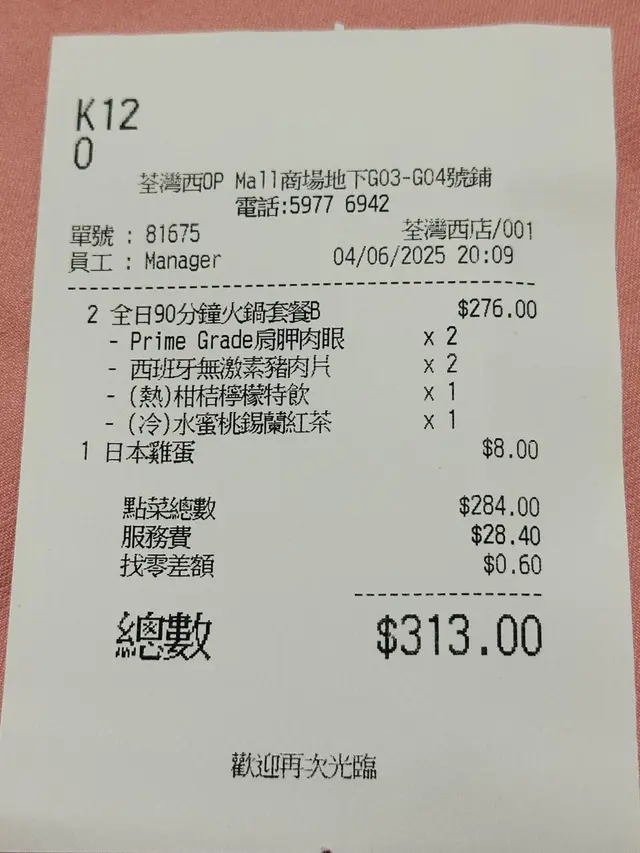 K12
0
荃灣西OP Mall商場地下G03-G04號鋪
電話:5977 6942
單號 : 81675 荃灣西店/001
員工 : Manager 04/06/2025 20:09
2 全日90分鐘火鍋套餐B $276.00
- Prime Grade肩胛肉眼 x 2
- 西班牙無激素豬肉片 x 2
- (熱)柑桔檸檬特飲 x 1
- (冷)水蜜桃錫蘭紅茶 x 1
1 日本雞蛋 $8.00
點菜總數 $284.00
服務費 $28.40
找零差額 $0.60
總數 $313.00
歡迎再次光臨